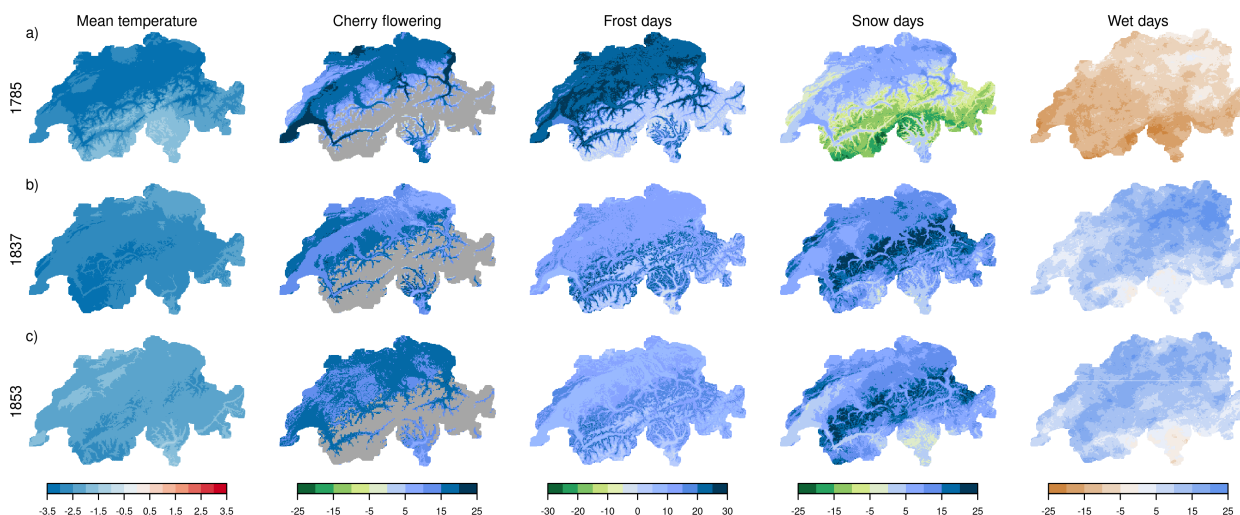 Mean temperature Cherry flowering Frost days Snow days Wet days
a)
1785
b)
1837
c)
1853
-3.5 -2.5 -1.5 -0.5 0.5 1.5 2.5 3.5 -25 -15 -5 5 15 25 -30 -20 -10 0 10 20 30 -25 -15 -5 5 15 25 -25 -15 -5 5 15 25